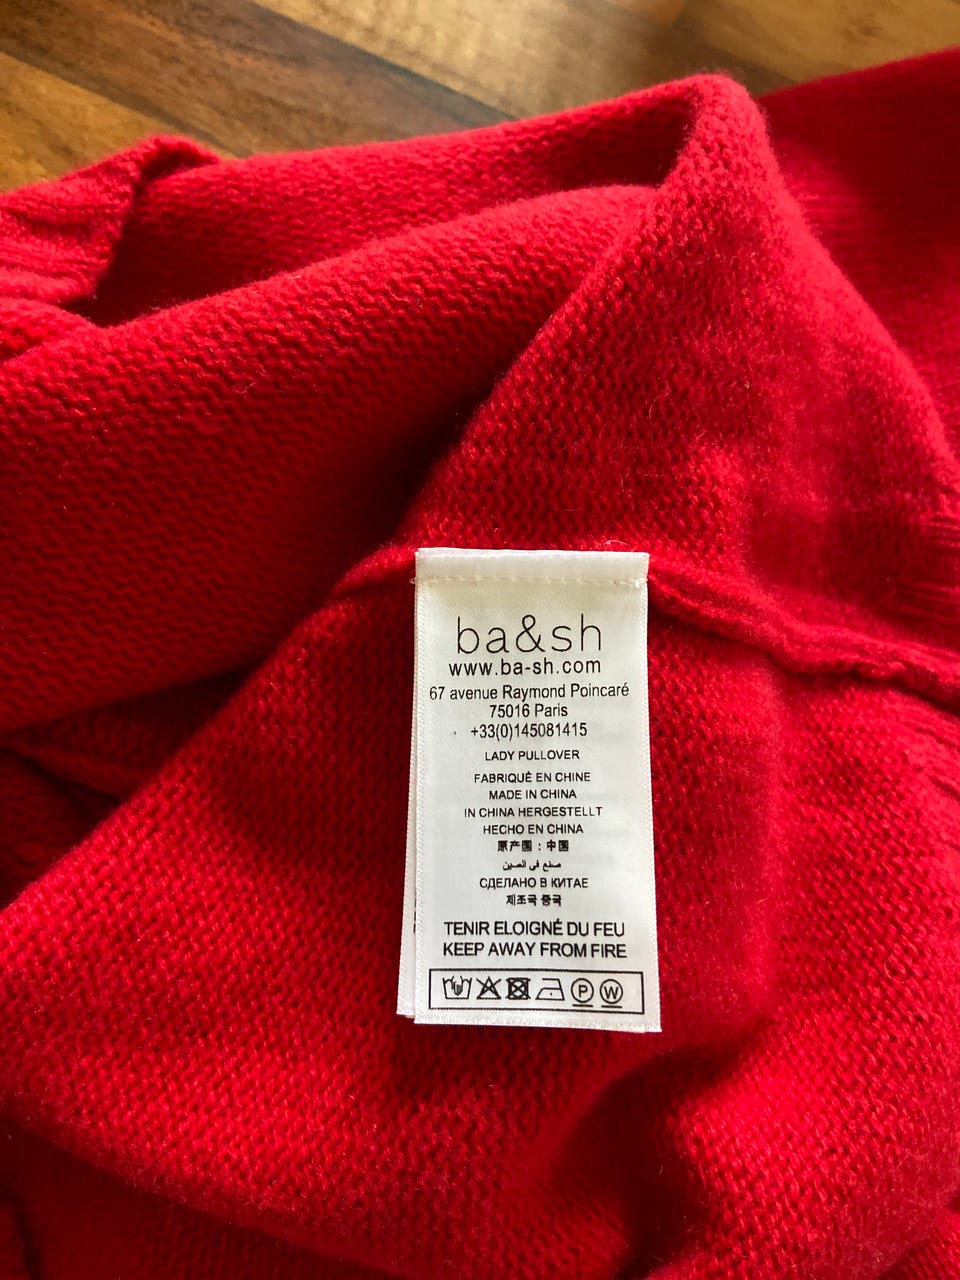 ba&sh
www.ba-sh.com
67 avenue Raymond Poincaré
75016 Paris
+33(0)145081415
LADY PULLOVER
FABRIQUÉ EN CHINE
MADE IN CHINA
IN CHINA HERGESTELLT
HECHO EN CHINA
原产国：中国
صنع في الصين
СДЕЛАНО В КИТАЕ
제조국 중국
TENIR ELOIGNÉ DU FEU
KEEP AWAY FROM FIRE
P W